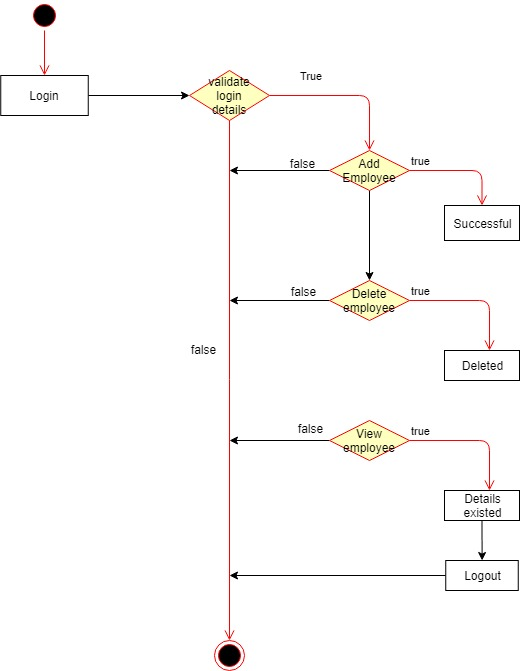 True
validate
login
details
Login
Add
Employee
false
true
Successful
Delete
employee
false
true
false
Deleted
View
employee
false
true
Details
existed
Logout